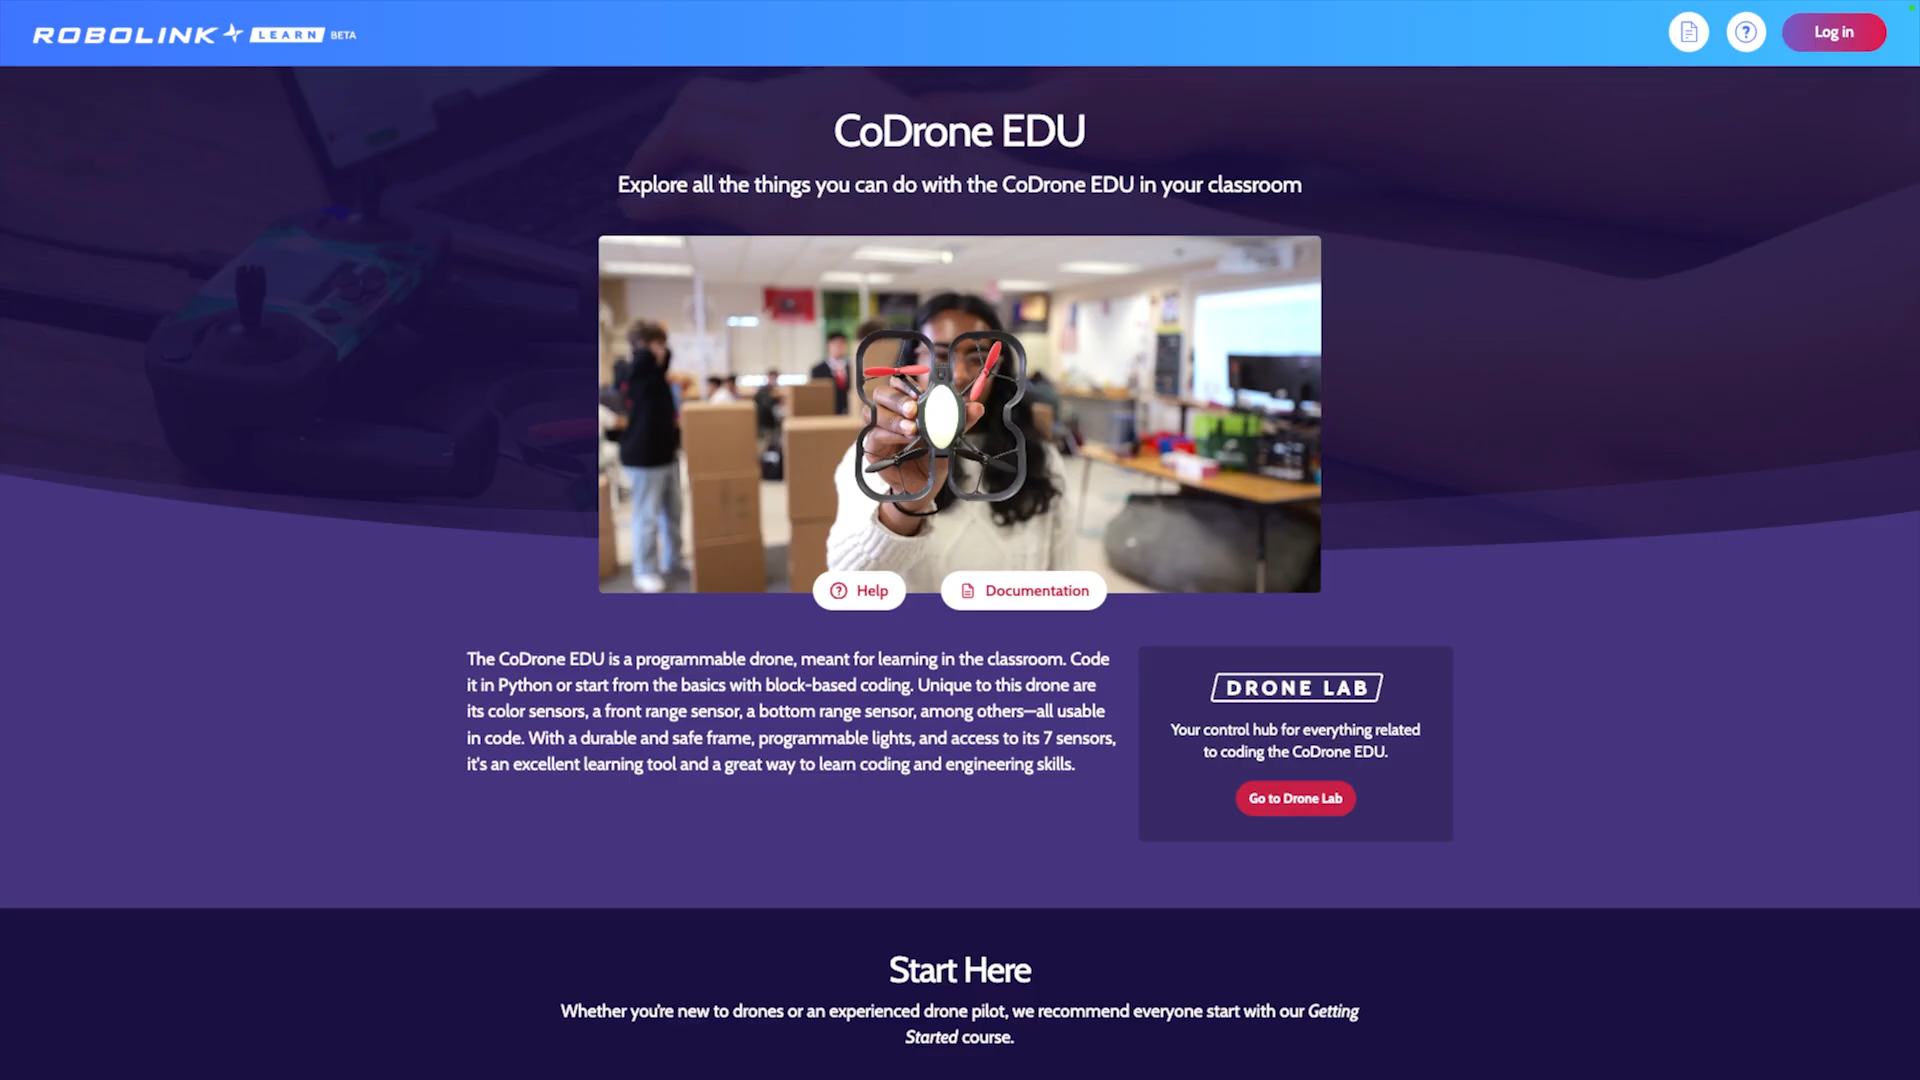 ROBOLINK LEARN BETA
? Log in
CoDrone EDU
Explore all the things you can do with the CoDrone EDU in your classroom
? Help
Documentation
The CoDrone EDU is a programmable drone, meant for learning in the classroom. Code
it in Python or start from the basics with block-based coding. Unique to this drone are
its color sensors, a front range sensor, a bottom range sensor, among others—all usable
in code. With a durable and safe frame, programmable lights, and access to its 7 sensors,
it's an excellent learning tool and a great way to learn coding and engineering skills.
DRONE LAB
Your control hub for everything related
to coding the CoDrone EDU.
Go to Drone Lab
Start Here
Whether you're new to drones or an experienced drone pilot, we recommend everyone start with our Getting
Started course.